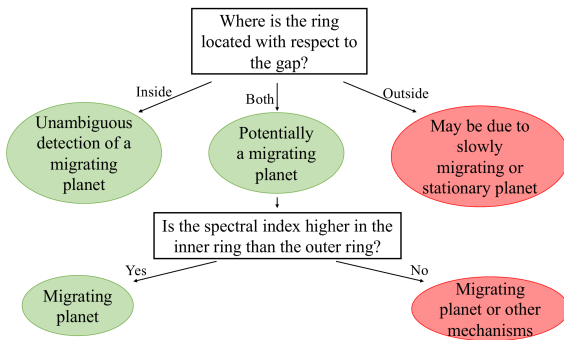 Where is the ring
located with respect to
the gap?
Inside
Both
Outside
Unambiguous
detection of a
migrating
planet
Potentially
a migrating
planet
May be due to
slowly
migrating or
stationary planet
Is the spectral index higher in the
inner ring than the outer ring?
Yes
No
Migrating
planet
Migrating
planet or other
mechanisms